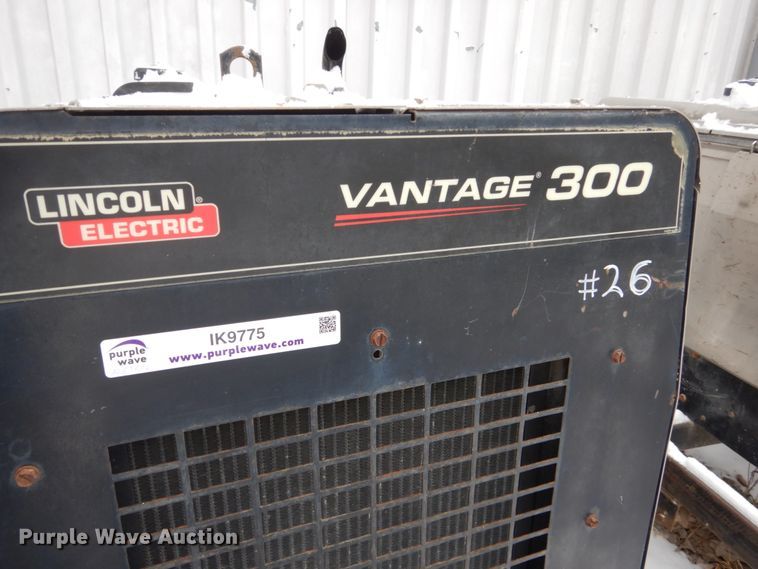 LINCOLN®
ELECTRIC
VANTAGE® 300
#26
purple wave
IK9775
www.purplewave.com
Purple Wave Auction